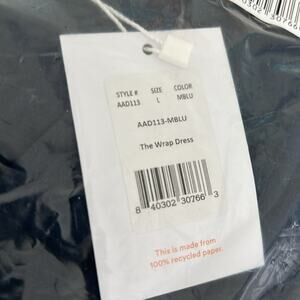 STYLE # SIZE COLOR
AAD113 L MBLU
AAD113-MBLU
The Wrap Dress
8 40302 30766 3
This is made from
100% recycled paper.